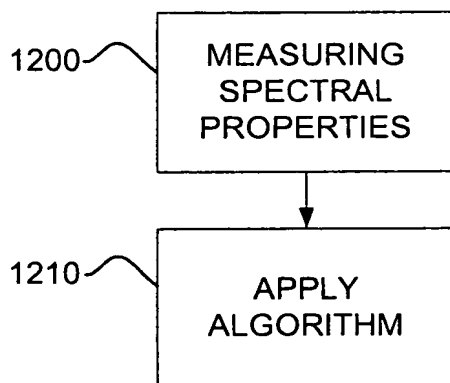 1200
MEASURING
SPECTRAL
PROPERTIES
1210
APPLY
ALGORITHM